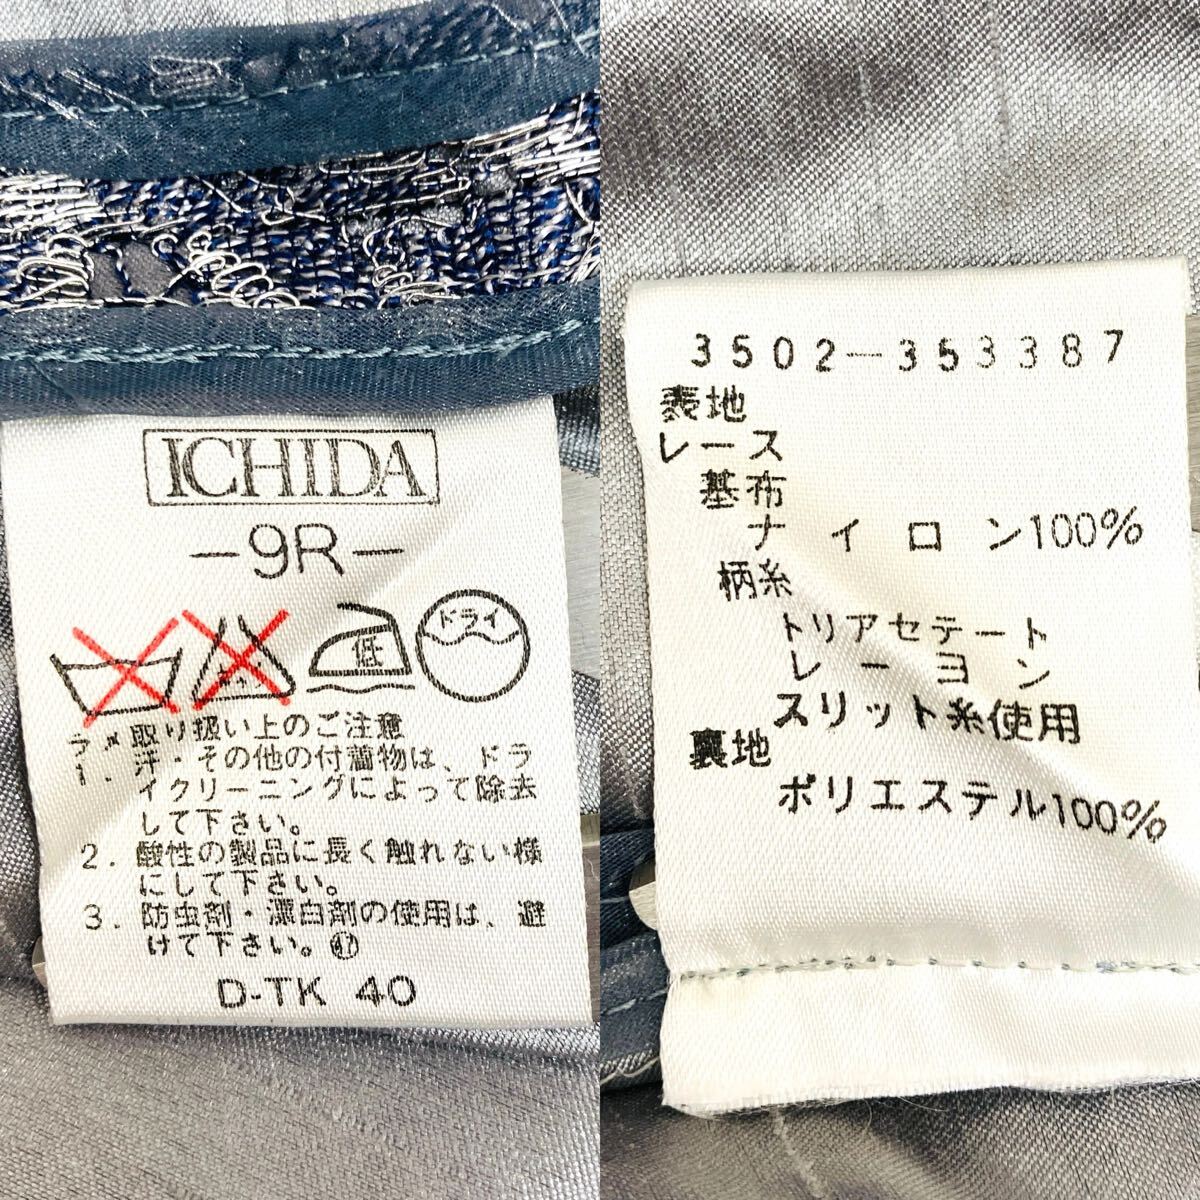 ICHIDA
-9R-
低 ドライ
ラメ取り扱い上のご注意
1. 汗・その他の付着物は、ドラ
イクリーニングによって除去
して下さい。
2. 酸性の製品に長く触れない様
にして下さい。
3. 防虫剤・漂白剤の使用は、避
けて下さい。㊼
D-TK 40
3502-353387
表地
レース
基布
ナイロン100%
柄糸
トリアセテート
レーヨン
スリット糸使用
裏地
ポリエステル100%